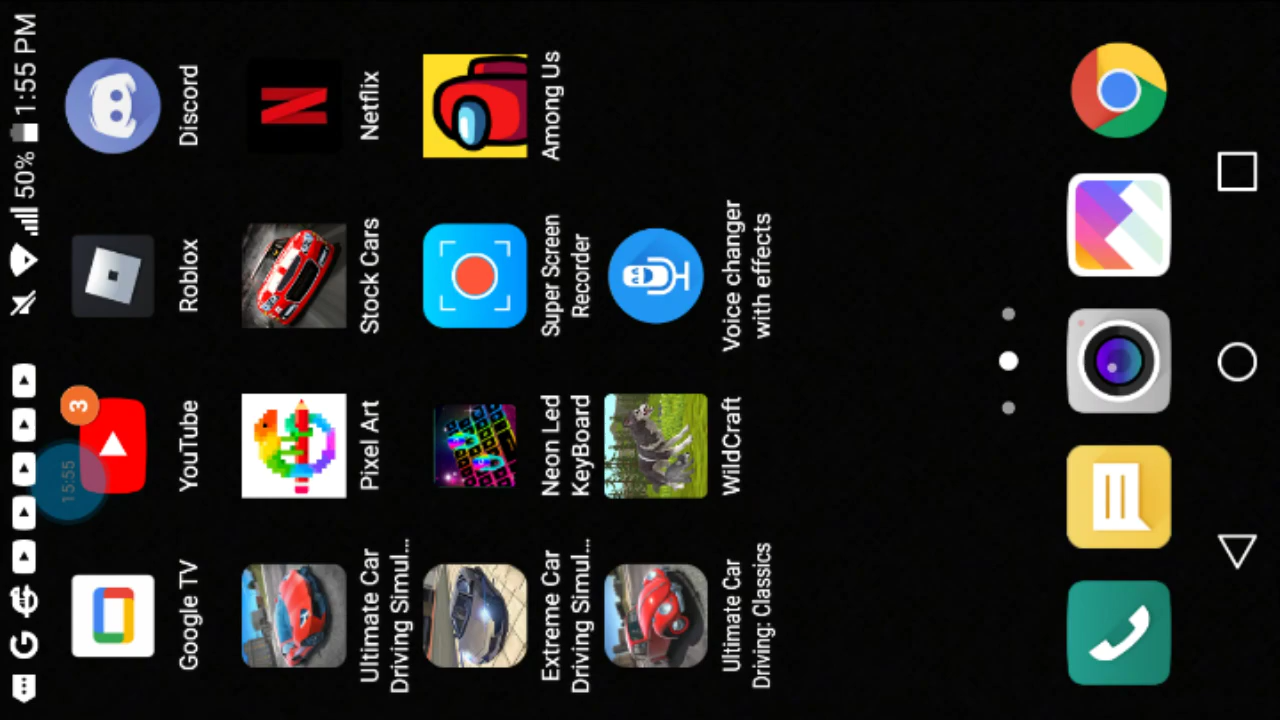 50% 1:55 PM
3
15:55
Google TV
YouTube
Roblox
Discord
Ultimate Car
Driving Simul...
Pixel Art
Stock Cars
Netflix
Extreme Car
Driving Simul...
Neon Led
KeyBoard
Super Screen
Recorder
Among Us
Ultimate Car
Driving: Classics
WildCraft
Voice changer
with effects